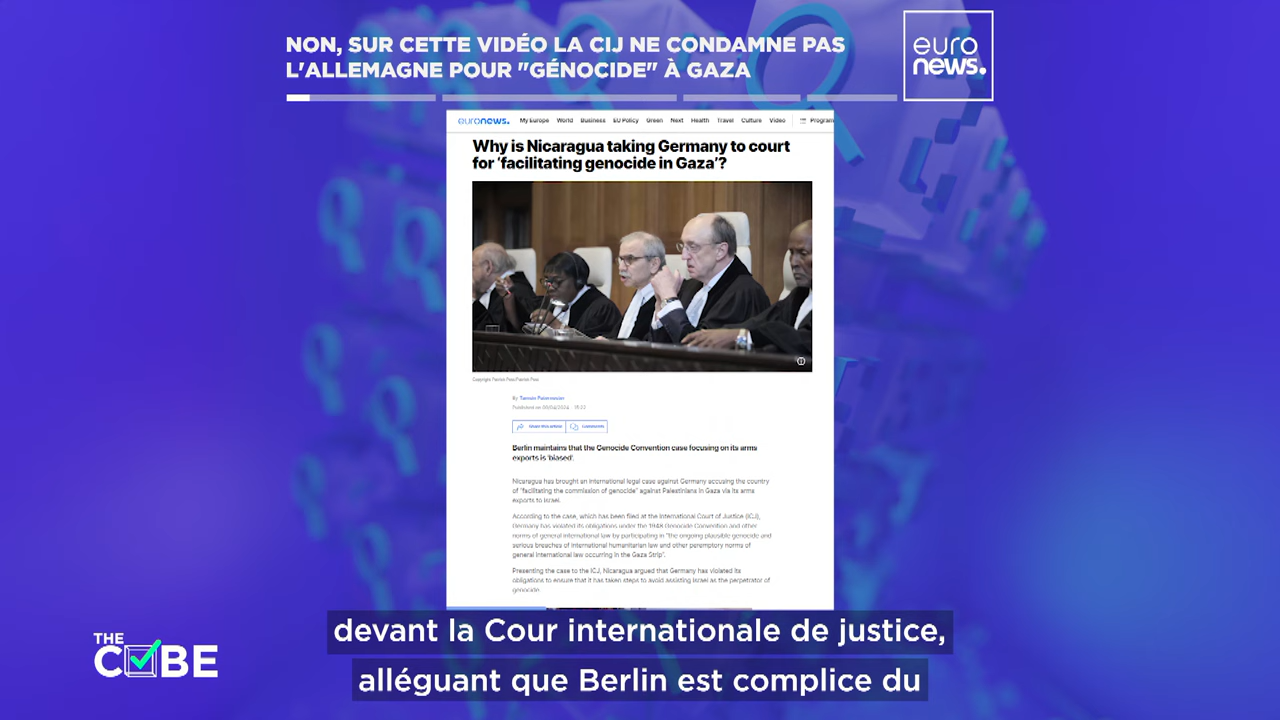 NON, SUR CETTE VIDÉO LA CIJ NE CONDAMNE PAS
L'ALLEMAGNE POUR "GÉNOCIDE" À GAZA
euro
news.
euronews.
My Europe World Business EU Policy Green Next Health Travel Culture Video Program
Why is Nicaragua taking Germany to court
for 'facilitating genocide in Gaza'?
By
Share this article Comments
Berlin maintains that the Genocide Convention case focusing on its arms
exports is 'biased'.
Nicaragua has brought an international legal case against Germany accusing the country
of "facilitating the commission of genocide" against Palestinians in Gaza via its arms
exports to Israel.
According to the case, which has been filed at the International Court of Justice (ICJ),
Germany has violated its obligations under the 1948 Genocide Convention and other
norms of general international law by participating in "the ongoing plausible genocide and
serious breaches of international humanitarian law and other peremptory norms of
general international law occurring in the Gaza Strip".
Presenting the case to the ICJ, Nicaragua argued that Germany has violated its
obligations to ensure that it has taken steps to avoid assisting Israel as the perpetrator of
genocide.
devant la Cour internationale de justice,
alléguant que Berlin est complice du
THE
CUBE